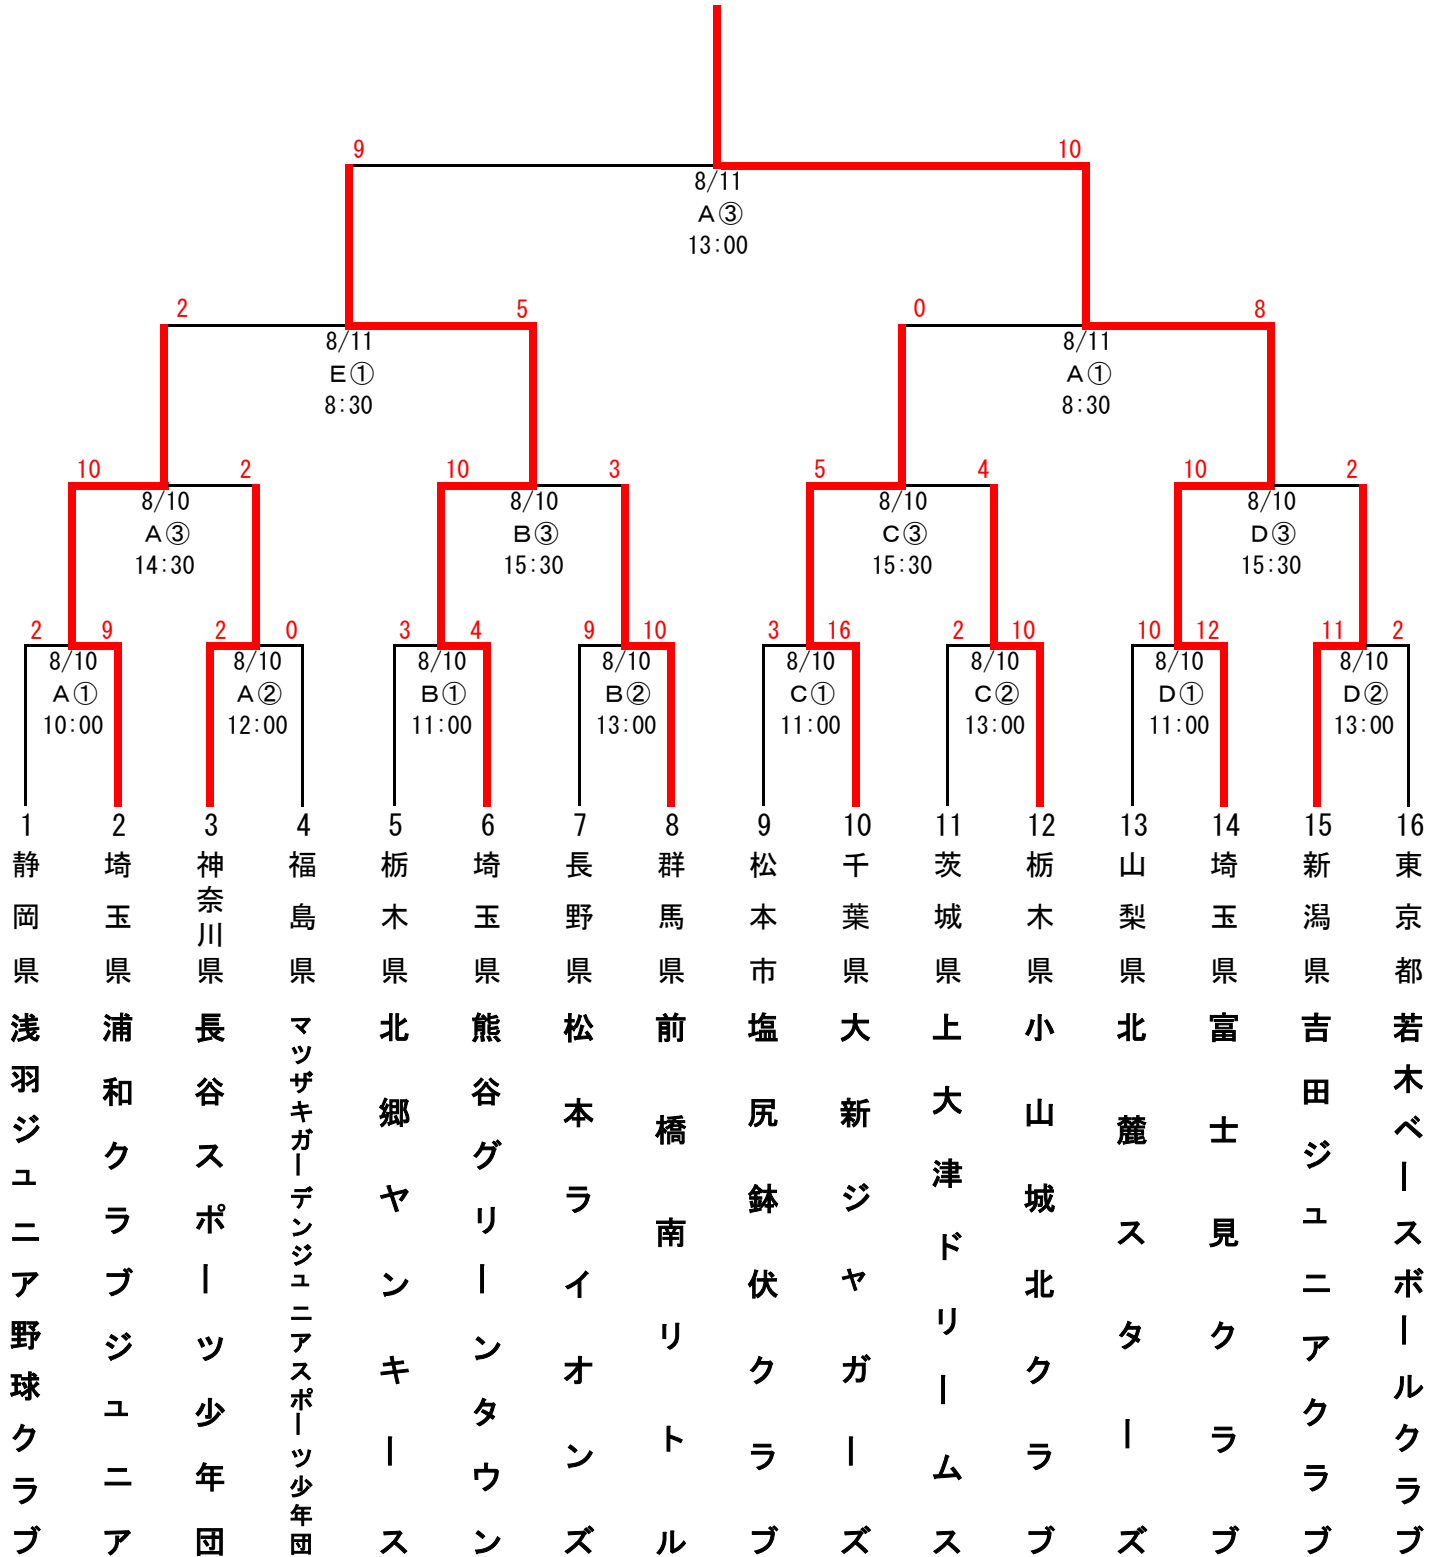 9 10
8/11
A③
13:00
2 5 0 8
8/11 8/11
E① A①
8:30 8:30
10 2 10 3 5 4 10 2
8/10 8/10 8/10 8/10
A③ B③ C③ D③
14:30 15:30 15:30 15:30
2 9 2 0 3 4 9 10 3 16 2 10 10 12 11 2
8/10 8/10 8/10 8/10 8/10 8/10 8/10 8/10
A① A② B① B② C① C② D① D②
10:00 12:00 11:00 13:00 11:00 13:00 11:00 13:00
1 2 3 4 5 6 7 8 9 10 11 12 13 14 15 16
静岡県
浅羽ジュニア野球クラブ
埼玉県
浦和クラブジュニア
神奈川県
長谷スポーツ少年団
福島県
マツザキガーデンジュニアスポーツ少年団
栃木県
北郷ヤンキース
埼玉県
熊谷グリーンタウン
長野県
松本ライオンズ
群馬県
前橋南リトル
松本市
塩尻鉢伏クラブ
千葉県
大新ジャガーズ
茨城県
上大津ドリームス
栃木県
小山城北クラブ
山梨県
北麓スターズ
埼玉県
富士見クラブ
新潟県
吉田ジュニアクラブ
東京都
若木ベースボールクラブ